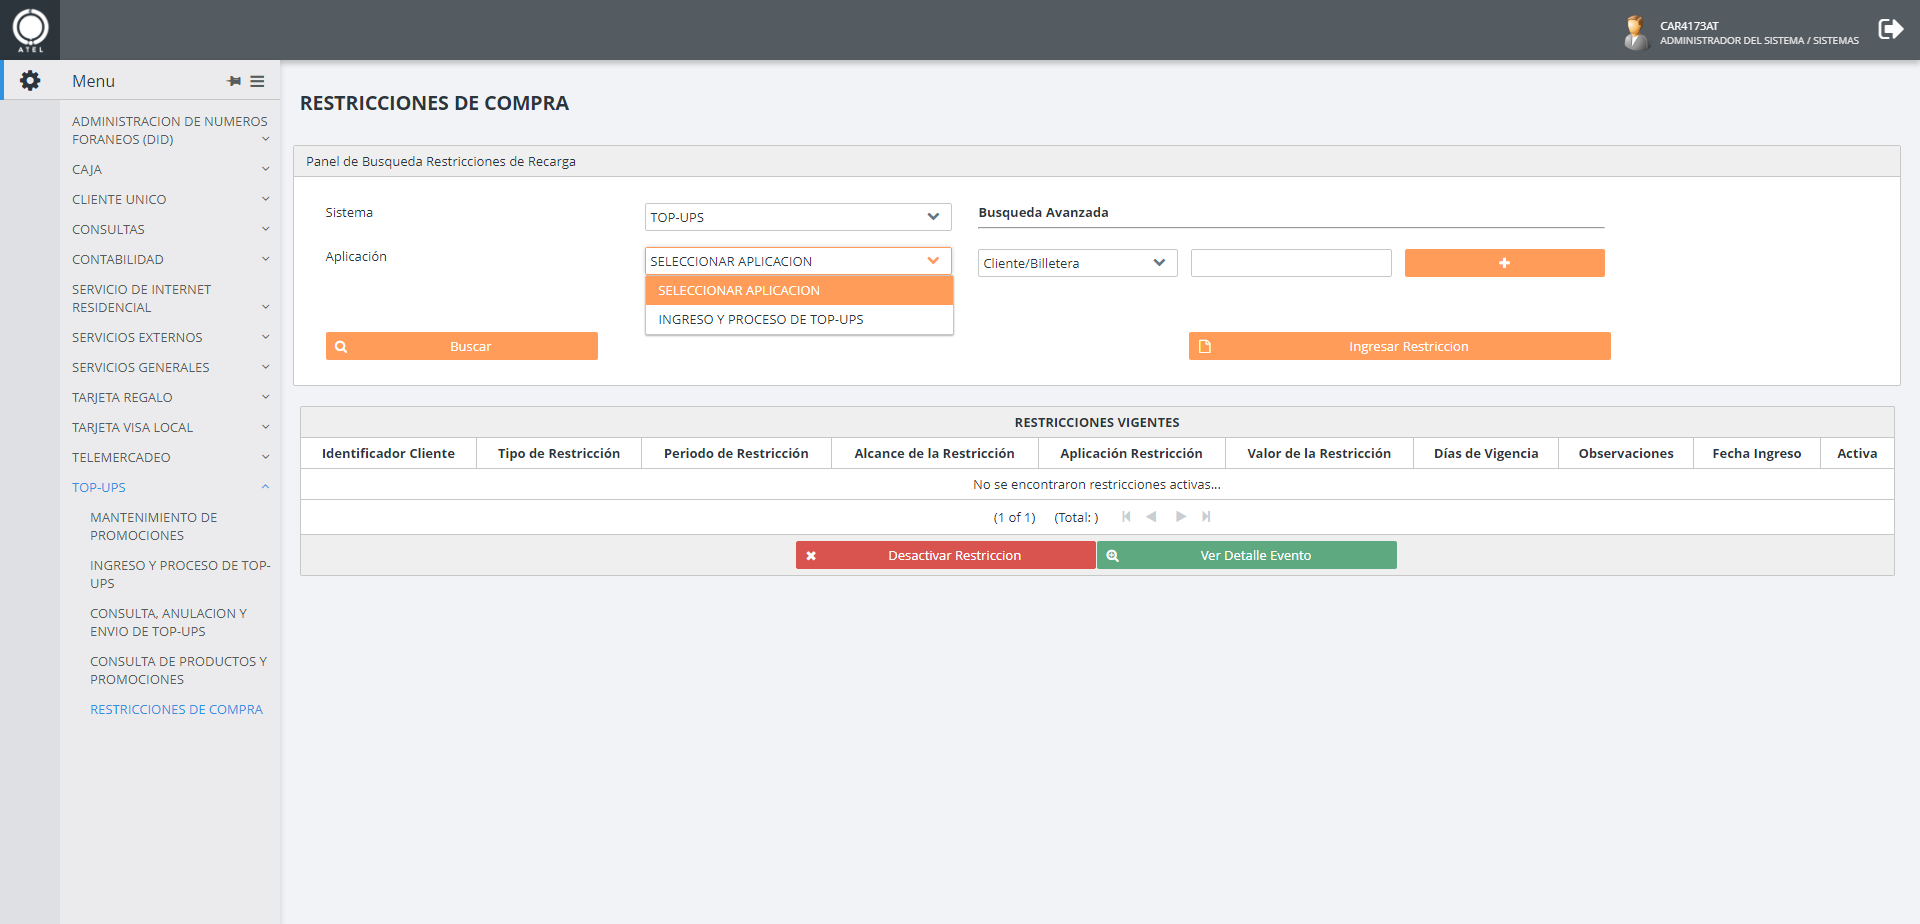 ATEL
CAR4173AT
ADMINISTRADOR DEL SISTEMA / SISTEMAS
Menu
ADMINISTRACION DE NUMEROS
FORANEOS (DID)
CAJA
CLIENTE UNICO
CONSULTAS
CONTABILIDAD
SERVICIO DE INTERNET
RESIDENCIAL
SERVICIOS EXTERNOS
SERVICIOS GENERALES
TARJETA REGALO
TARJETA VISA LOCAL
TELEMERCADEO
TOP-UPS
MANTENIMIENTO DE
PROMOCIONES
INGRESO Y PROCESO DE TOP-
UPS
CONSULTA, ANULACION Y
ENVIO DE TOP-UPS
CONSULTA DE PRODUCTOS Y
PROMOCIONES
RESTRICCIONES DE COMPRA
RESTRICCIONES DE COMPRA
Panel de Busqueda Restricciones de Recarga
Sistema
TOP-UPS
Busqueda Avanzada
Aplicación
SELECCIONAR APLICACION
Cliente/Billetera
SELECCIONAR APLICACION
INGRESO Y PROCESO DE TOP-UPS
Buscar
Ingresar Restriccion
RESTRICCIONES VIGENTES
Identificador Cliente Tipo de Restricción Periodo de Restricción Alcance de la Restricción Aplicación Restricción Valor de la Restricción Días de Vigencia Observaciones Fecha Ingreso Activa
No se encontraron restricciones activas...
(1 of 1) (Total: )
Desactivar Restriccion Ver Detalle Evento